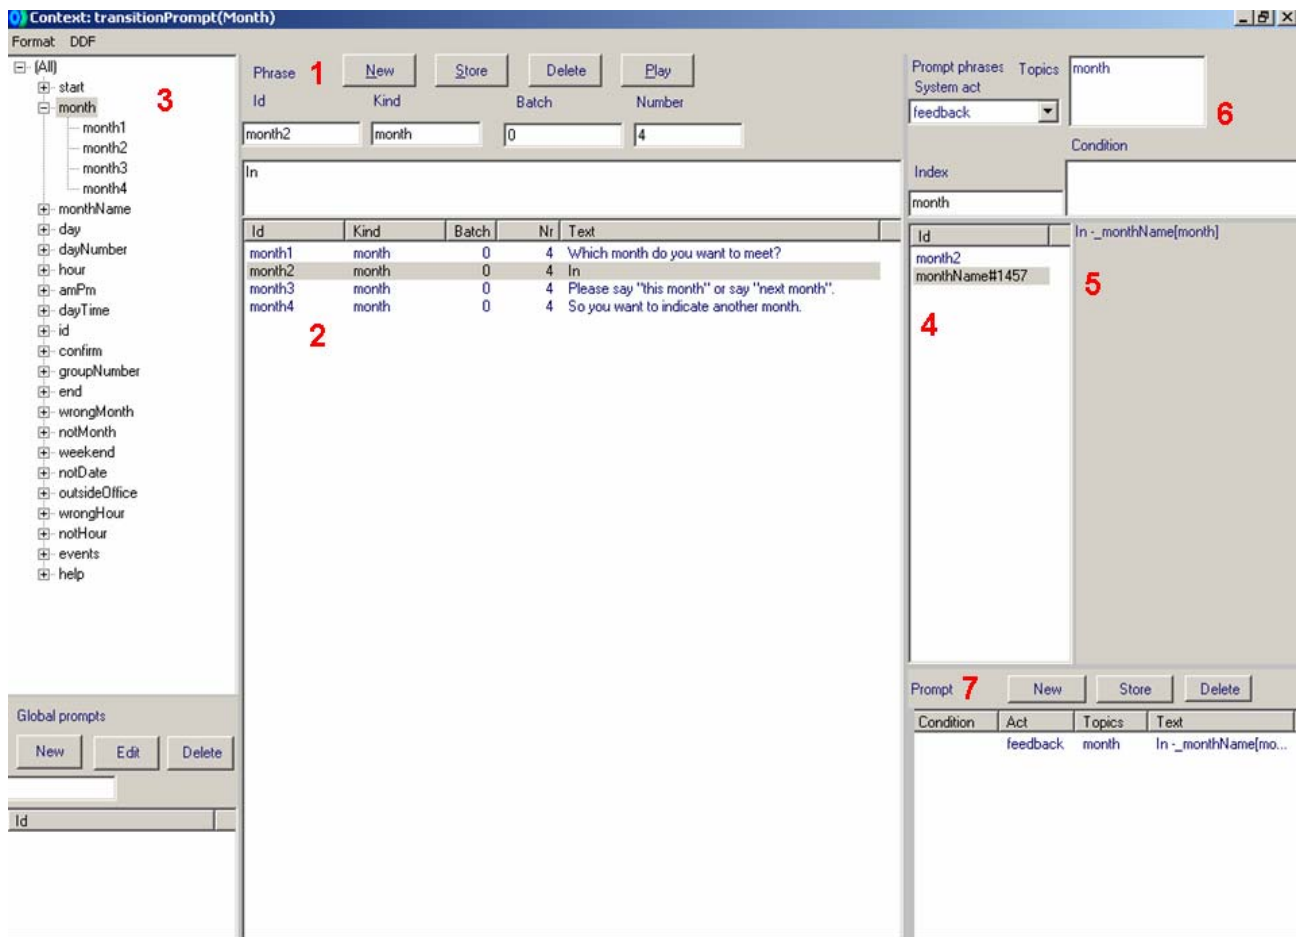 Context: transitionPrompt(Month)
Format DDF
(All)
start
month
month1
month2
month3
month4
monthName
day
dayNumber
hour
amPm
dayTime
id
confirm
groupNumber
end
wrongMonth
notMonth
weekend
notDate
outsideOffice
wrongHour
notHour
events
help
3
Global prompts
New Edit Delete
Id
Phrase 1 New Store Delete Play
Id Kind Batch Number
month2 month 0 4
In
Id Kind Batch Nr Text
month1 month 0 4 Which month do you want to meet?
month2 month 0 4 In
month3 month 0 4 Please say "this month" or say "next month".
month4 month 0 4 So you want to indicate another month.
2
Prompt phrases Topics month
System act
feedback
6
Condition
Index
month
Id
month2
monthName#1457
4
In -_monthName[month]
5
Prompt 7 New Store Delete
Condition Act Topics Text
feedback month In -_monthName[mo...